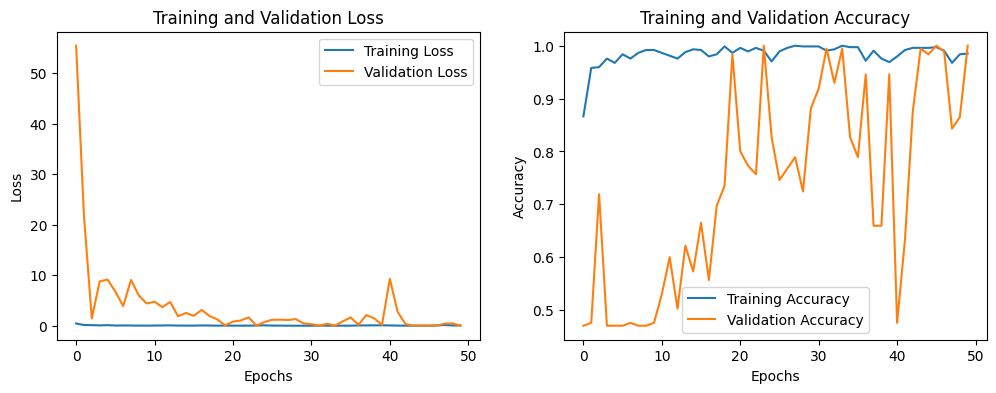 Training and Validation Loss
Training Loss
Validation Loss
Loss
50
40
30
20
10
0
0 10 20 30 40 50
Epochs
Training and Validation Accuracy
Training Accuracy
Validation Accuracy
Accuracy
1.0
0.9
0.8
0.7
0.6
0.5
0 10 20 30 40 50
Epochs